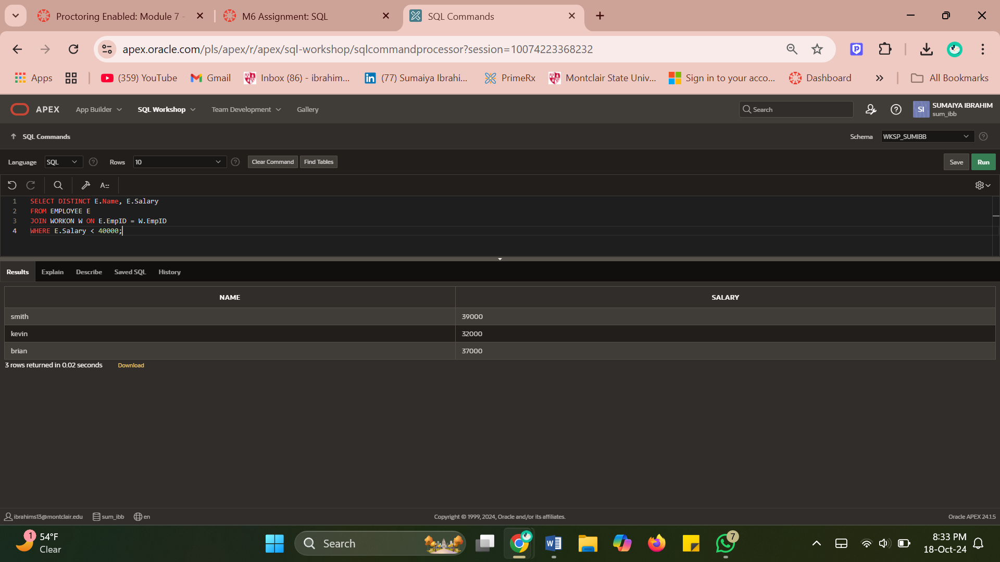 Proctoring Enabled: Module 7 -
M6 Assignment: SQL
SQL Commands
apex.oracle.com/pls/apex/r/apex/sql-workshop/sqlcommandprocessor?session=10074223368232
Apps
(359) YouTube
Gmail
Inbox (86) - ibrahim...
(77) Sumaiya Ibrahi...
PrimeRx
Montclair State Univ...
Sign in to your acco...
Dashboard
All Bookmarks
APEX
App Builder
SQL Workshop
Team Development
Gallery
Search
SI
SUMAIYA IBRAHIM
sum_ibb
SQL Commands
Schema
WKSP_SUMIBB
Language
SQL
Rows
10
Clear Command
Find Tables
Save
Run
1 SELECT DISTINCT E.Name, E.Salary
2 FROM EMPLOYEE E
3 JOIN WORKON W ON E.EmpID = W.EmpID
4 WHERE E.Salary < 40000;
Results
Explain
Describe
Saved SQL
History
NAME SALARY
smith 39000
kevin 32000
brian 37000
3 rows returned in 0.02 seconds
Download
ibrahims13@montclair.edu
sum_ibb
en
Copyright © 1999, 2024, Oracle and/or its affiliates.
Oracle APEX 24.1.5
1
54°F
Clear
Search
7
8:33 PM
18-Oct-24